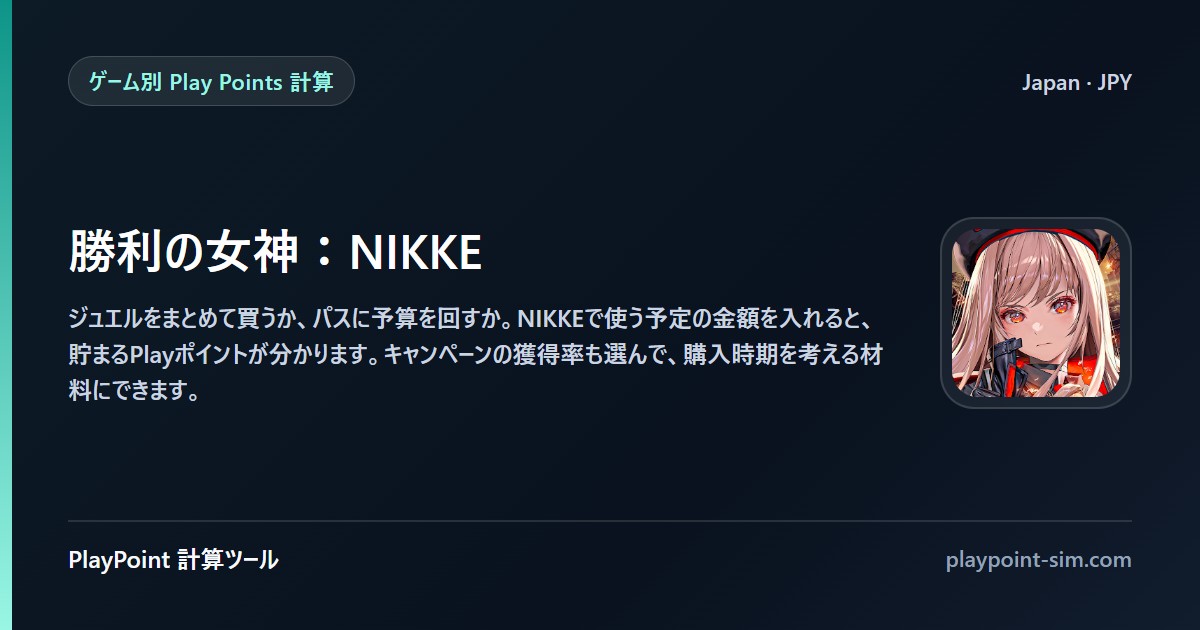 ゲーム別 Play Points 計算
Japan · JPY
勝利の女神：NIKKE
ジュエルをまとめて買うか、パスに予算を回すか。NIKKEで使う予定の金額を入れると、
貯まるPlayポイントが分かります。キャンペーンの獲得率も選んで、購入時期を考える材
料にできます。
PlayPoint 計算ツール
playpoint-sim.com